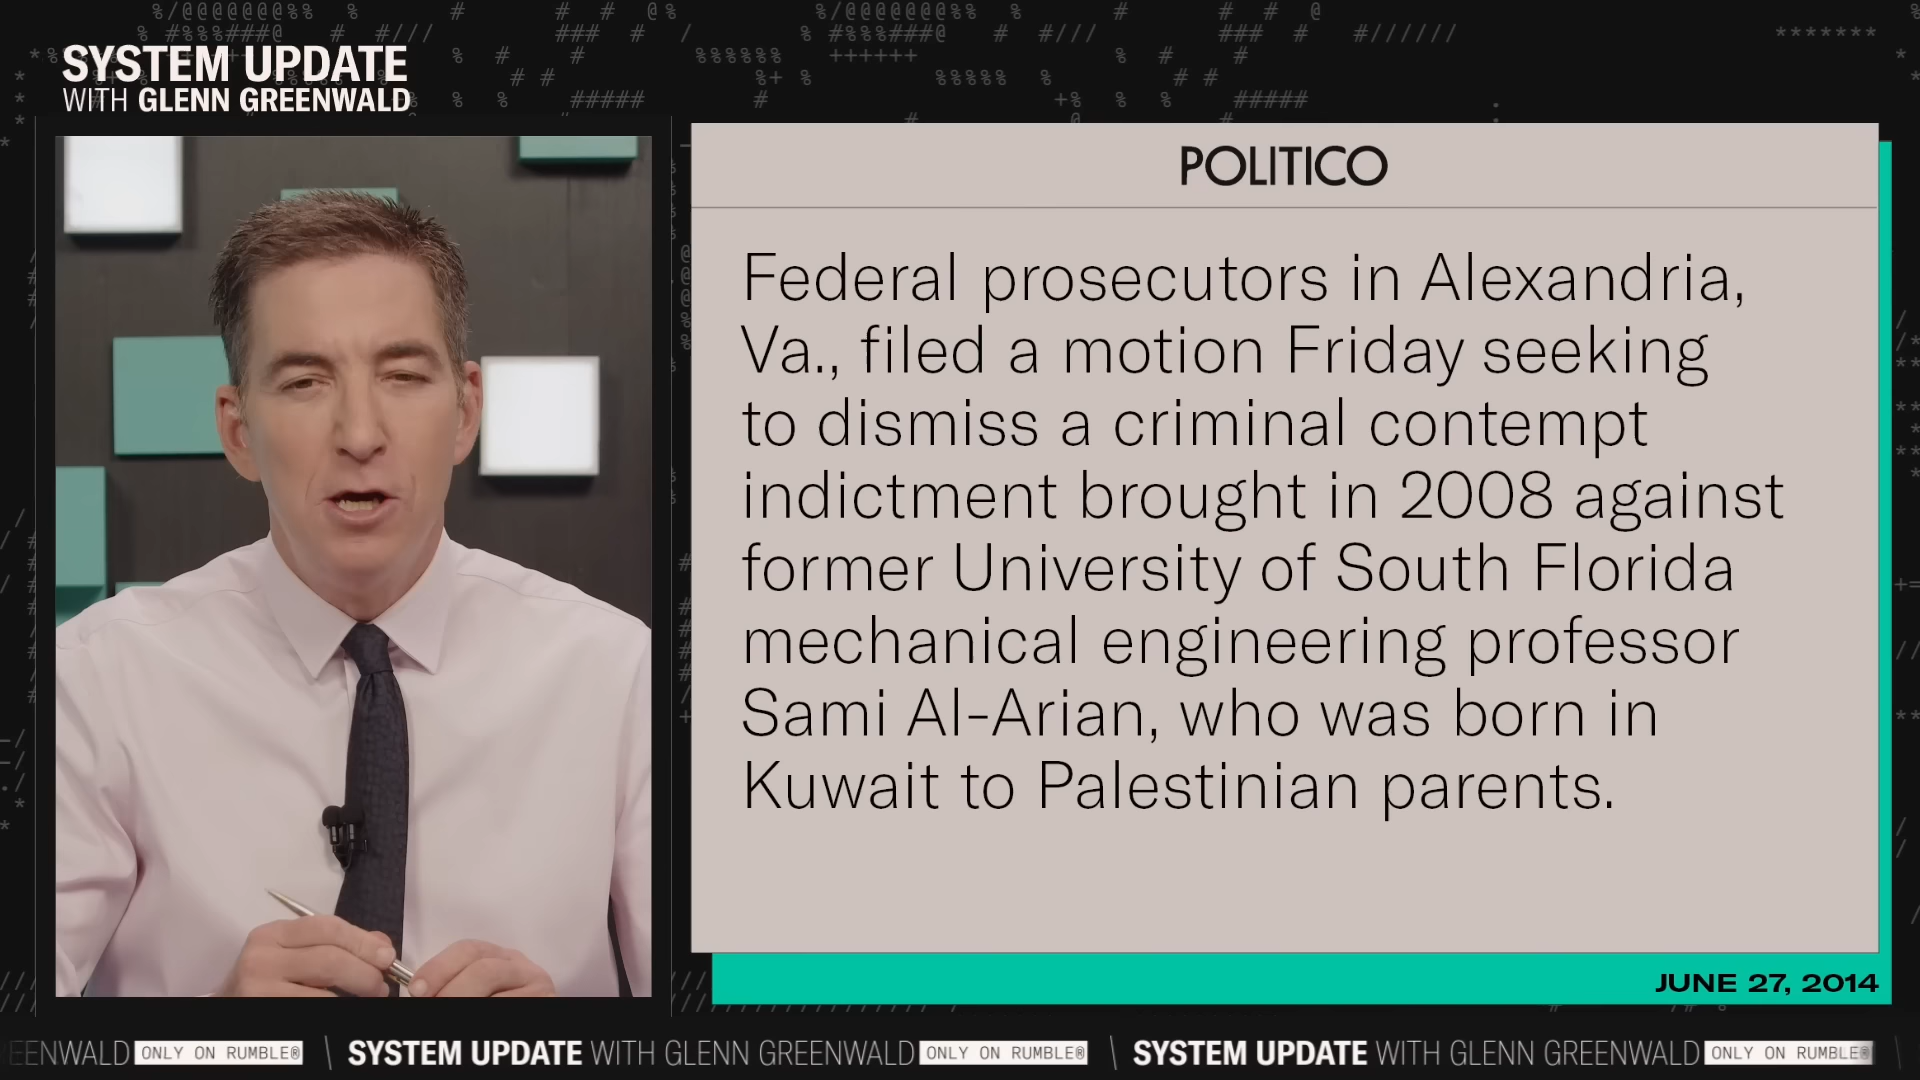 SYSTEM UPDATE
WITH GLENN GREENWALD
POLITICO
Federal prosecutors in Alexandria,
Va., filed a motion Friday seeking
to dismiss a criminal contempt
indictment brought in 2008 against
former University of South Florida
mechanical engineering professor
Sami Al-Arian, who was born in
Kuwait to Palestinian parents.
JUNE 27, 2014
EENWALD ONLY ON RUMBLE® \ SYSTEM UPDATE WITH GLENN GREENWALD ONLY ON RUMBLE® \ SYSTEM UPDATE WITH GLENN GREENWALD ONLY ON RUMBLE®